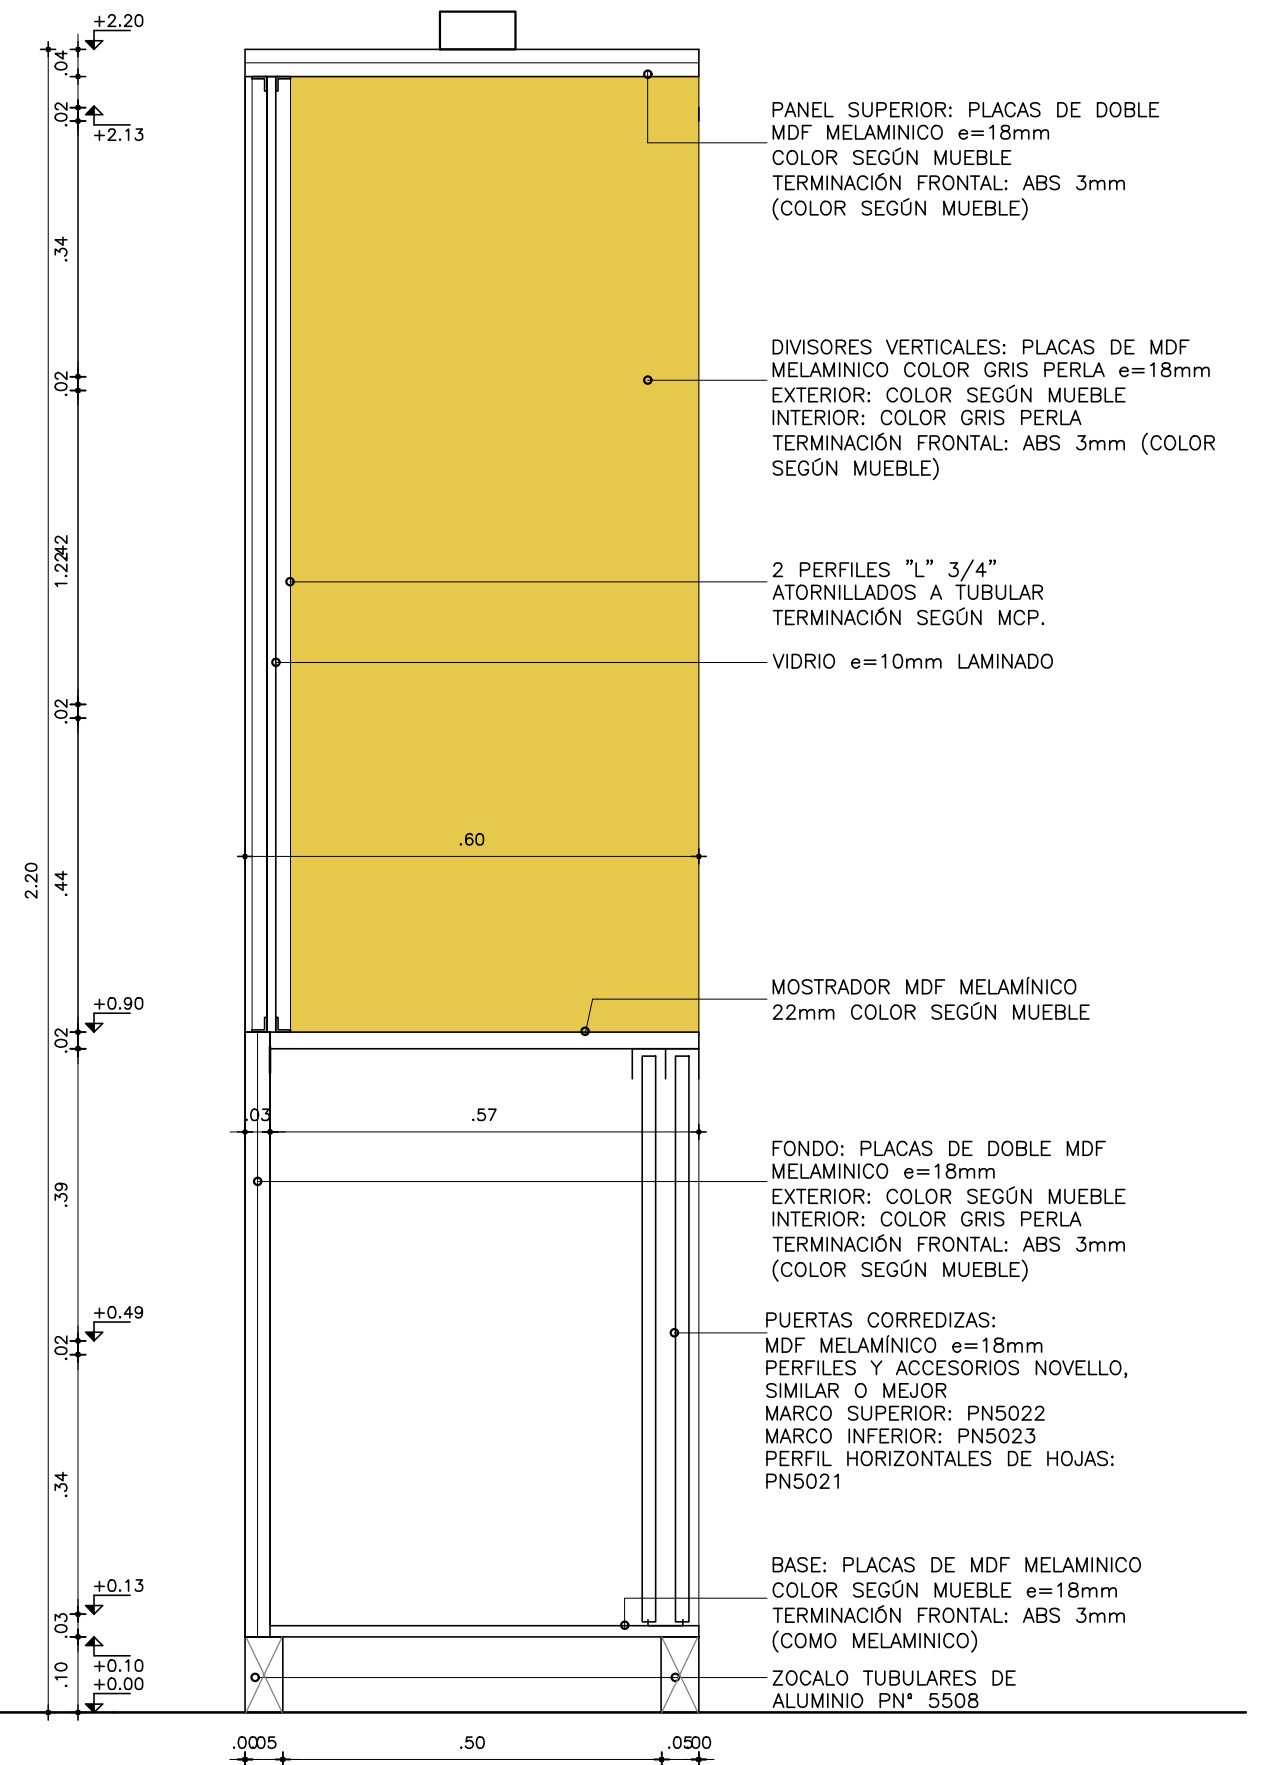 +2.20
.04
.02
+2.13
PANEL SUPERIOR: PLACAS DE DOBLE
MDF MELAMINICO e=18mm
COLOR SEGÚN MUEBLE
TERMINACIÓN FRONTAL: ABS 3mm
(COLOR SEGÚN MUEBLE)
.34
.02
DIVISORES VERTICALES: PLACAS DE MDF
MELAMINICO COLOR GRIS PERLA e=18mm
EXTERIOR: COLOR SEGÚN MUEBLE
INTERIOR: COLOR GRIS PERLA
TERMINACIÓN FRONTAL: ABS 3mm (COLOR
SEGÚN MUEBLE)
2 PERFILES "L" 3/4"
ATORNILLADOS A TUBULAR
TERMINACIÓN SEGÚN MCP.
VIDRIO e=10mm LAMINADO
.02
.60
2.20
.44
MOSTRADOR MDF MELAMÍNICO
22mm COLOR SEGÚN MUEBLE
+0.90
.02
.03
.57
FONDO: PLACAS DE DOBLE MDF
MELAMINICO e=18mm
EXTERIOR: COLOR SEGÚN MUEBLE
INTERIOR: COLOR GRIS PERLA
TERMINACIÓN FRONTAL: ABS 3mm
(COLOR SEGÚN MUEBLE)
.39
+0.49
.02
PUERTAS CORREDIZAS:
MDF MELAMÍNICO e=18mm
PERFILES Y ACCESORIOS NOVELLO,
SIMILAR O MEJOR
MARCO SUPERIOR: PN5022
MARCO INFERIOR: PN5023
PERFIL HORIZONTALES DE HOJAS:
PN5021
.34
BASE: PLACAS DE MDF MELAMINICO
COLOR SEGÚN MUEBLE e=18mm
TERMINACIÓN FRONTAL: ABS 3mm
(COMO MELAMINICO)
+0.13
.03
+0.10
.10
+0.00
ZOCALO TUBULARES DE
ALUMINIO PNº 5508
.00 .05 .50 .05 .00